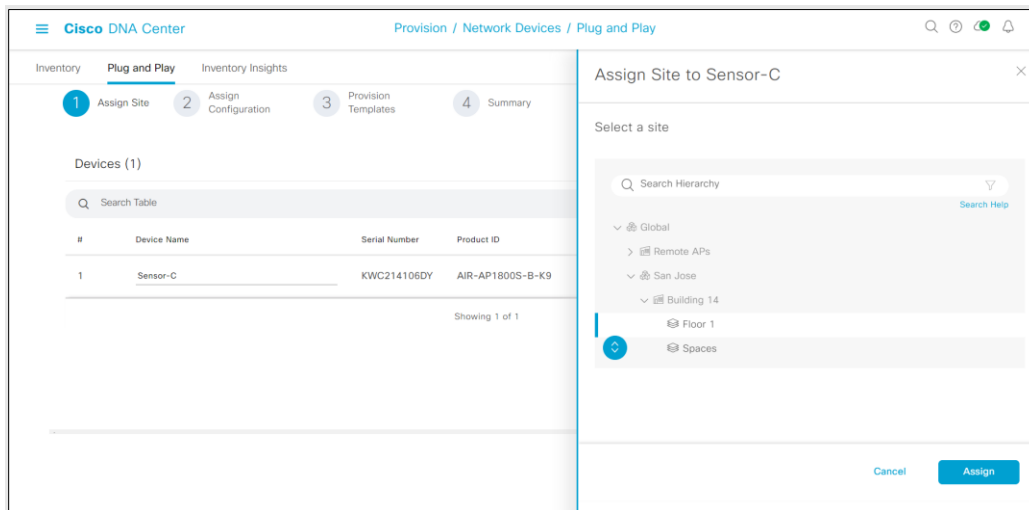 Cisco DNA Center
Provision / Network Devices / Plug and Play
Inventory Plug and Play Inventory Insights
1 Assign Site 2 Assign Configuration 3 Provision Templates 4 Summary
Devices (1)
Search Table
# Device Name Serial Number Product ID
1 Sensor-C KWC214106DY AIR-AP1800S-B-K9
Showing 1 of 1
Assign Site to Sensor-C
Select a site
Search Hierarchy
Search Help
Global
Remote APs
San Jose
Building 14
Floor 1
Spaces
Cancel Assign